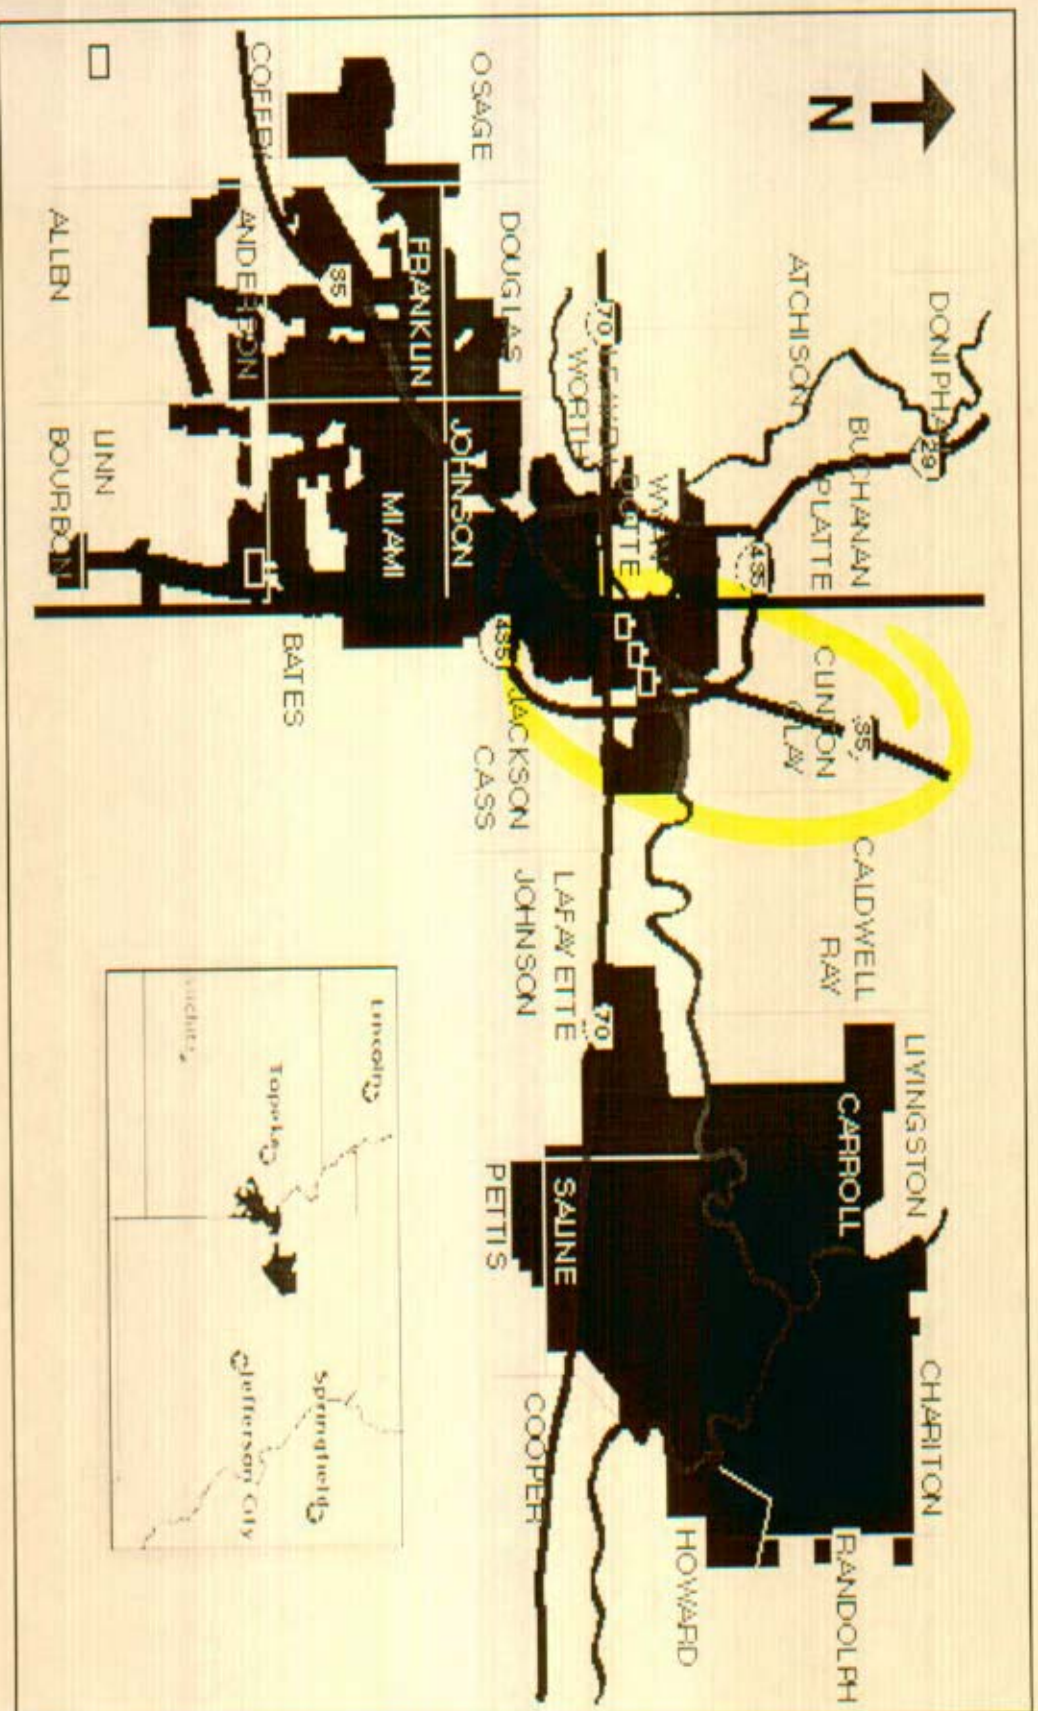 N
DONIPHAN
LIVINGSTON
CHARITON
29
BUCHANAN
CALDWELL
ATCHISON
PLATTE
CLINTON
CLAY
35
RAY
CARROLL
RANDOLPH
435
HOWARD
WORTH
70
LAFAYETTE
70
SALINE
COOPER
OSAGE
DOUGLAS
435
JACKSON
JOHNSON
CASS
PETTIS
JOHNSON
FRANKLIN
MIAMI
35
COFFEY
ANDERSON
BATES
LINN
ALLEN
BOURBON
Lincoln
Springfield
Topeka
Jefferson City
Wichita